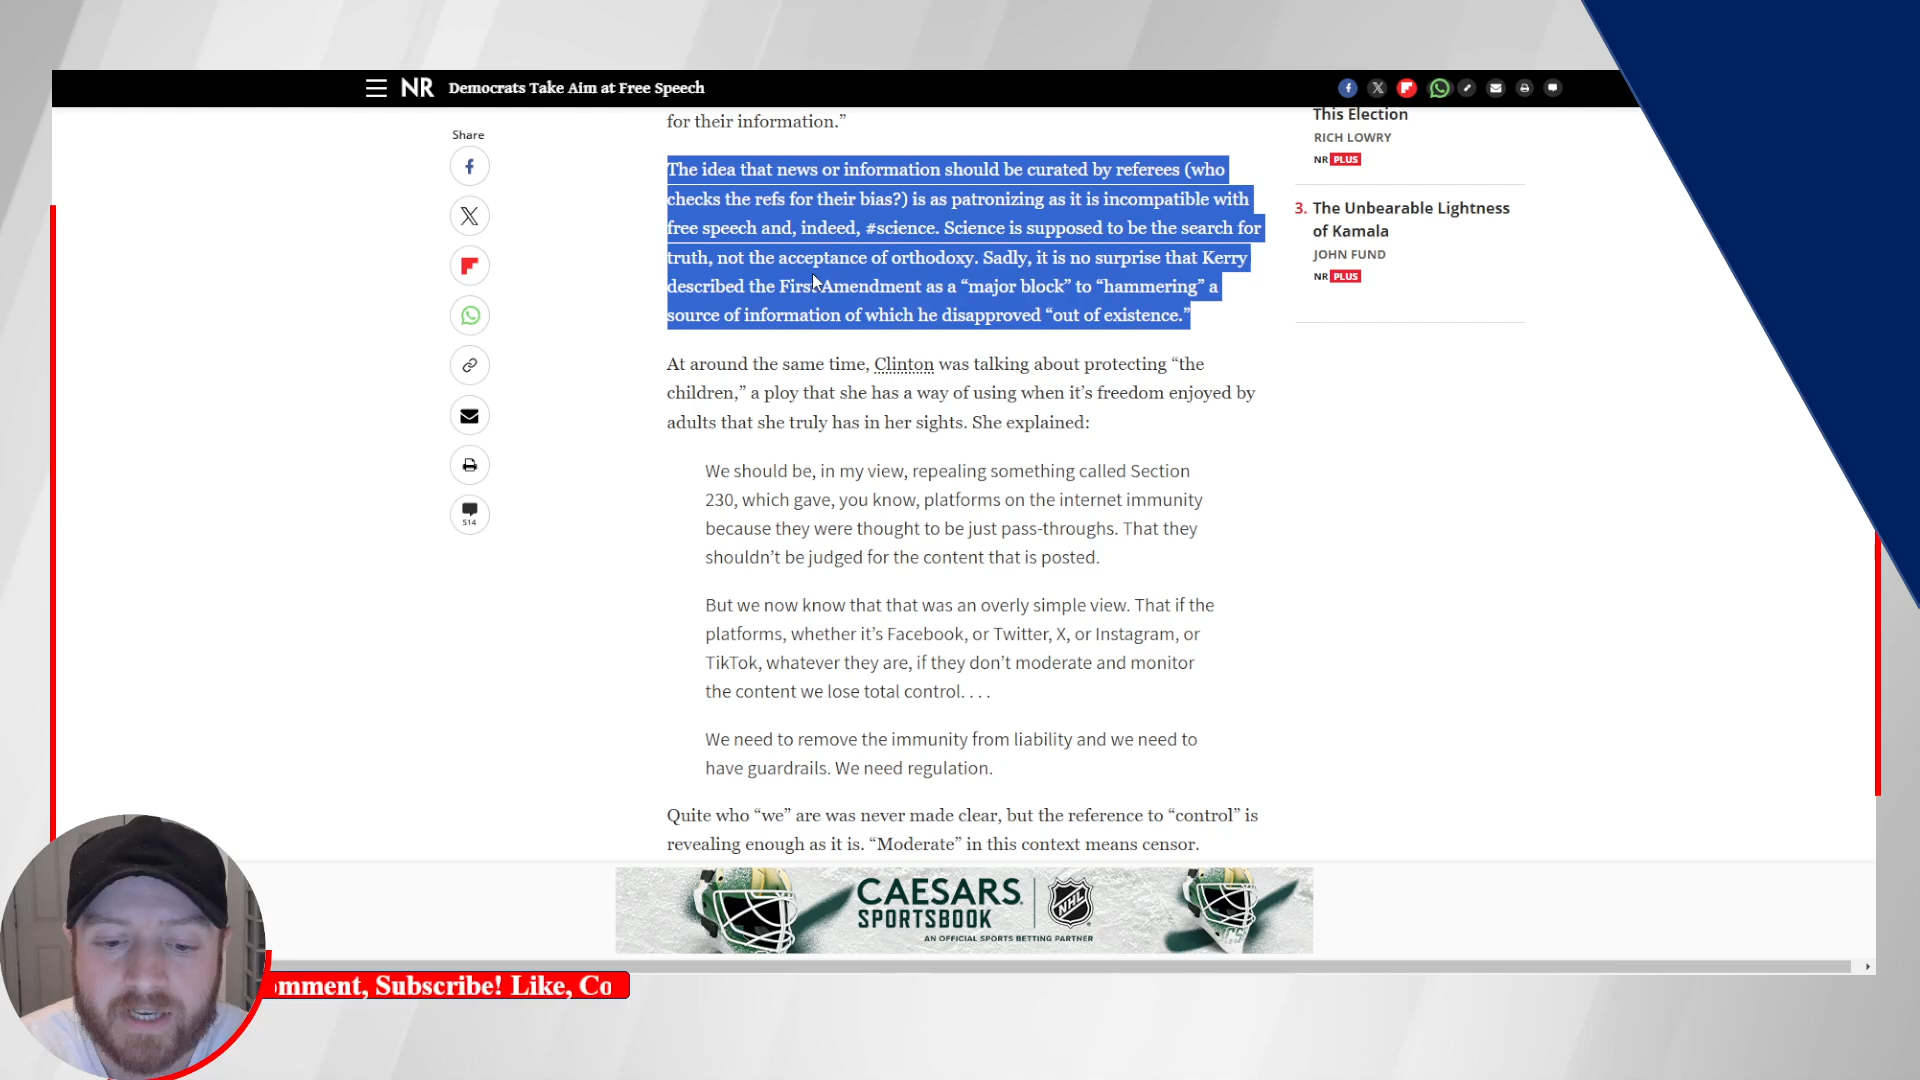 NR Democrats Take Aim at Free Speech
Share
514
for their information.”
The idea that news or information should be curated by referees (who
checks the refs for their bias?) is as patronizing as it is incompatible with
free speech and, indeed, #science. Science is supposed to be the search for
truth, not the acceptance of orthodoxy. Sadly, it is no surprise that Kerry
described the First Amendment as a “major block” to “hammering” a
source of information of which he disapproved “out of existence.”
At around the same time, Clinton was talking about protecting “the
children,” a ploy that she has a way of using when it’s freedom enjoyed by
adults that she truly has in her sights. She explained:
We should be, in my view, repealing something called Section
230, which gave, you know, platforms on the internet immunity
because they were thought to be just pass-throughs. That they
shouldn’t be judged for the content that is posted.
But we now know that that was an overly simple view. That if the
platforms, whether it’s Facebook, or Twitter, X, or Instagram, or
TikTok, whatever they are, if they don’t moderate and monitor
the content we lose total control. . . .
We need to remove the immunity from liability and we need to
have guardrails. We need regulation.
Quite who “we” are was never made clear, but the reference to “control” is
revealing enough as it is. “Moderate” in this context means censor.
This Election
RICH LOWRY
NR PLUS
3. The Unbearable Lightness
of Kamala
JOHN FUND
NR PLUS
CAESARS
SPORTSBOOK
NHL
AN OFFICIAL SPORTS BETTING PARTNER
omment, Subscribe! Like, Co